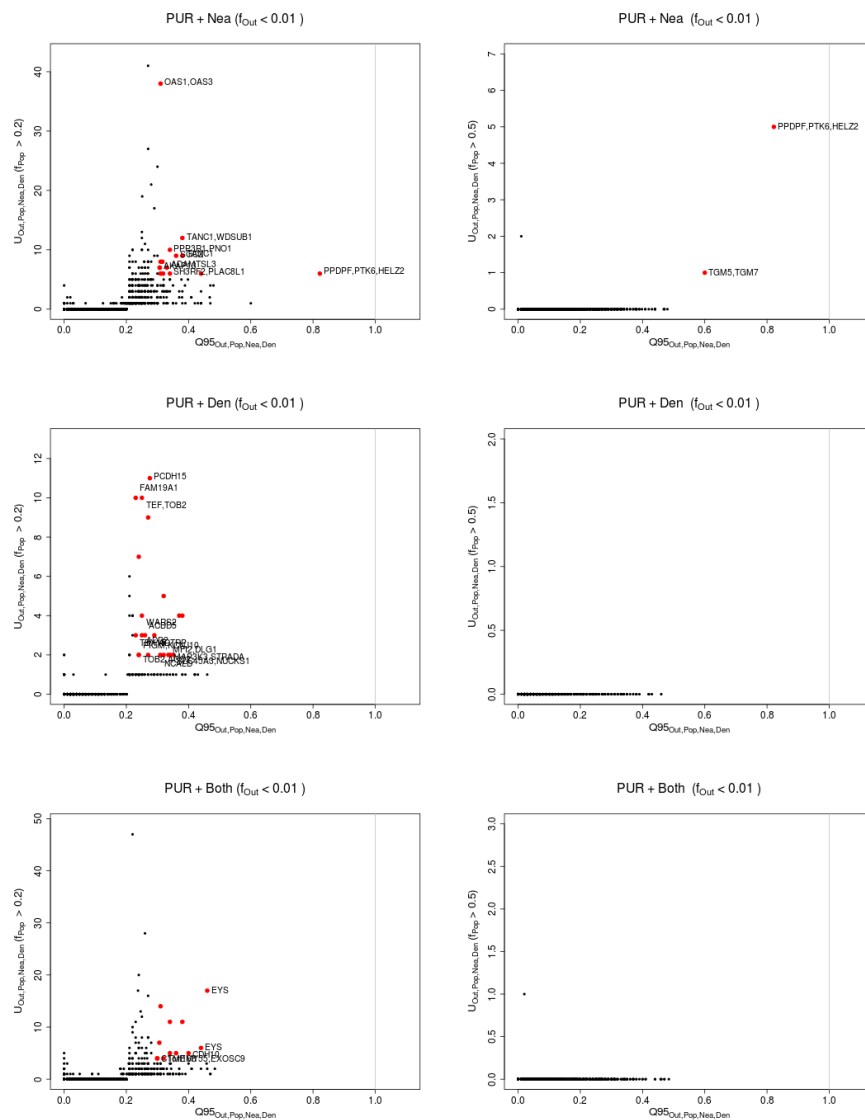 PUR + Nea (fOut < 0.01 )
UOut,Pop,Nea,Den (fPop > 0.2)
40
30
20
10
0
OAS1,OAS3
TANC1,WDSUB1
PPP3R1,PNO1
ADAMTSL3
SH3RF2,PLAC8L1
PPDPF,PTK6,HELZ2
0.0 0.2 0.4 0.6 0.8 1.0
Q95Out,Pop,Nea,Den
PUR + Nea (fOut < 0.01 )
UOut,Pop,Nea,Den (fPop > 0.5)
7
6
5
4
3
2
1
0
PPDPF,PTK6,HELZ2
TGM5,TGM7
0.0 0.2 0.4 0.6 0.8 1.0
Q95Out,Pop,Nea,Den
PUR + Den (fOut < 0.01 )
UOut,Pop,Nea,Den (fPop > 0.2)
12
10
8
6
4
2
0
PCDH15
FAM19A1
TEF,TOB2
WARS2
ACBD5
NCALD
0.0 0.2 0.4 0.6 0.8 1.0
Q95Out,Pop,Nea,Den
PUR + Den (fOut < 0.01 )
UOut,Pop,Nea,Den (fPop > 0.5)
2.0
1.5
1.0
0.5
0.0
0.0 0.2 0.4 0.6 0.8 1.0
Q95Out,Pop,Nea,Den
PUR + Both (fOut < 0.01 )
UOut,Pop,Nea,Den (fPop > 0.2)
50
40
30
20
10
0
EYS
EYS
CDH19
0.0 0.2 0.4 0.6 0.8 1.0
Q95Out,Pop,Nea,Den
PUR + Both (fOut < 0.01 )
UOut,Pop,Nea,Den (fPop > 0.5)
3.0
2.5
2.0
1.5
1.0
0.5
0.0
0.0 0.2 0.4 0.6 0.8 1.0
Q95Out,Pop,Nea,Den